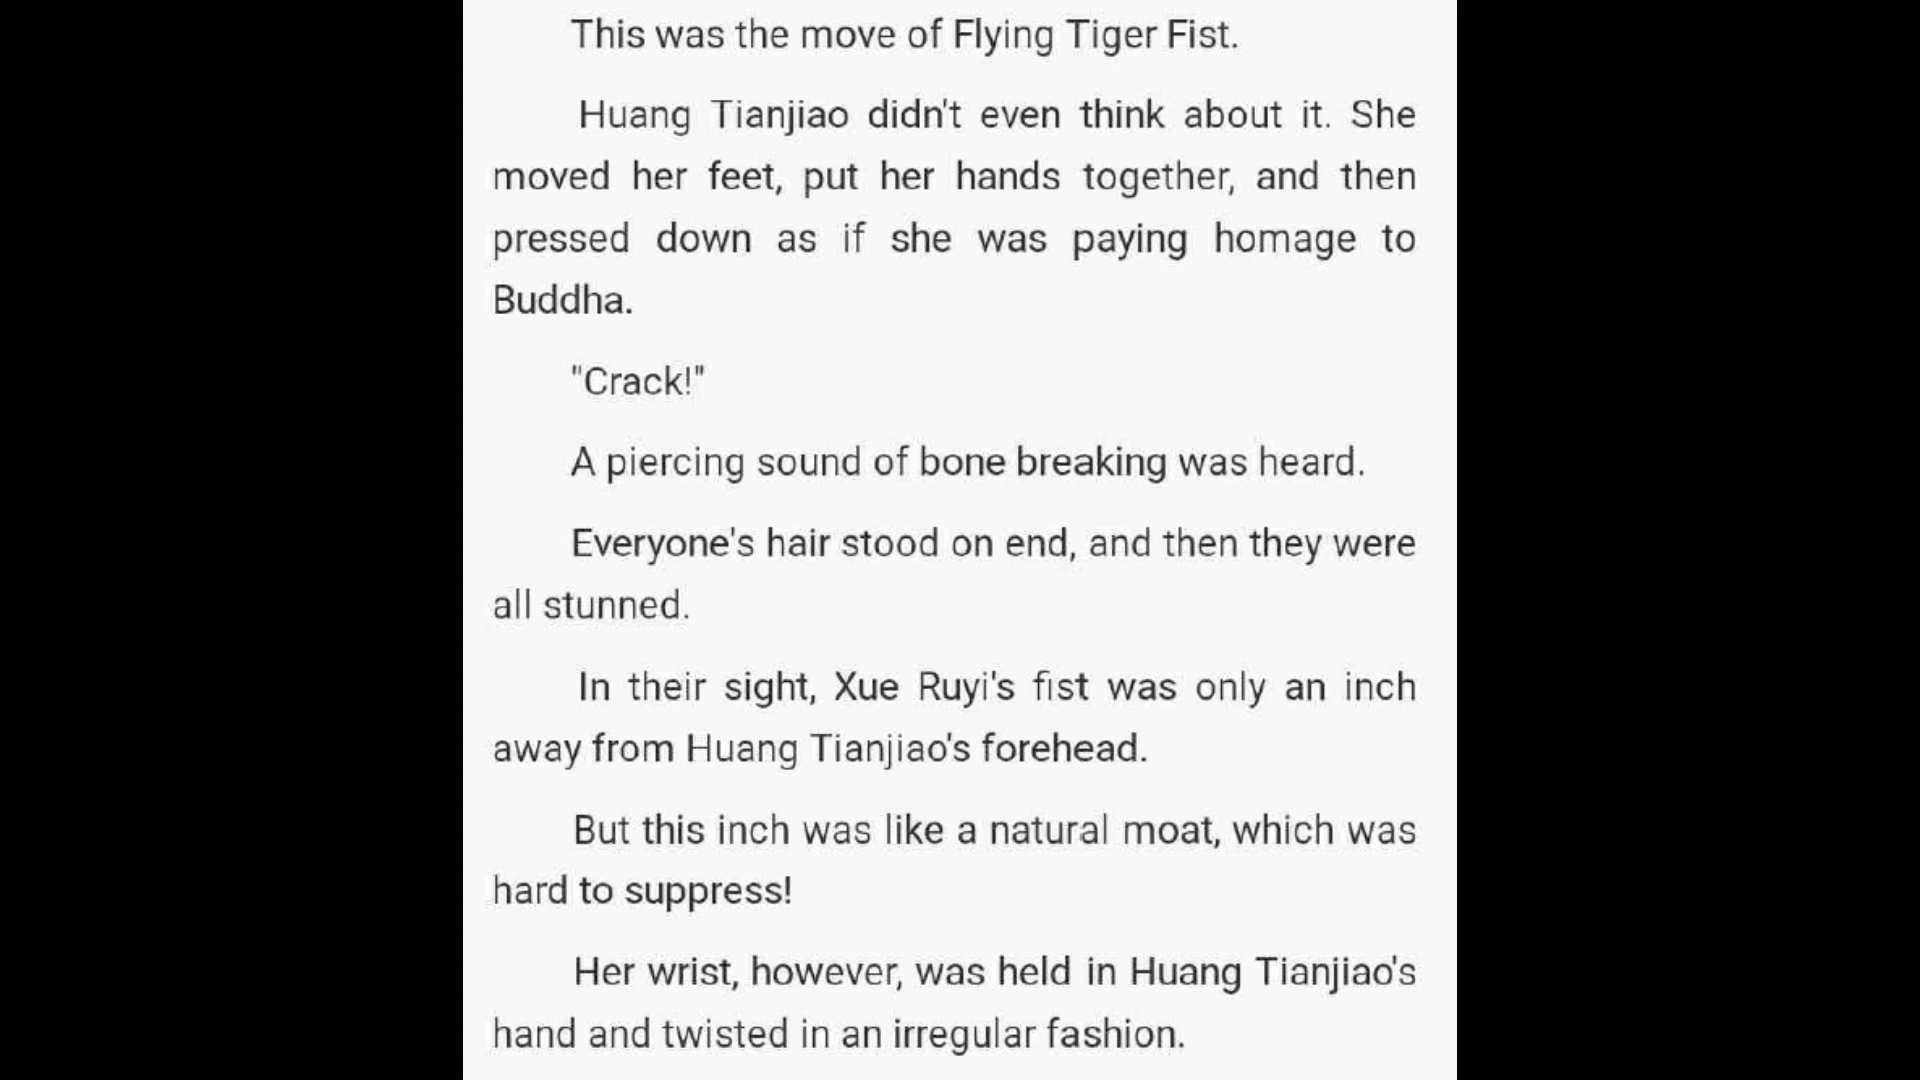 This was the move of Flying Tiger Fist.
Huang Tianjiao didn't even think about it. She
moved her feet, put her hands together, and then
pressed down as if she was paying homage to
Buddha.
"Crack!"
A piercing sound of bone breaking was heard.
Everyone's hair stood on end, and then they were
all stunned.
In their sight, Xue Ruyi's fist was only an inch
away from Huang Tianjiao's forehead.
But this inch was like a natural moat, which was
hard to suppress!
Her wrist, however, was held in Huang Tianjiao's
hand and twisted in an irregular fashion.